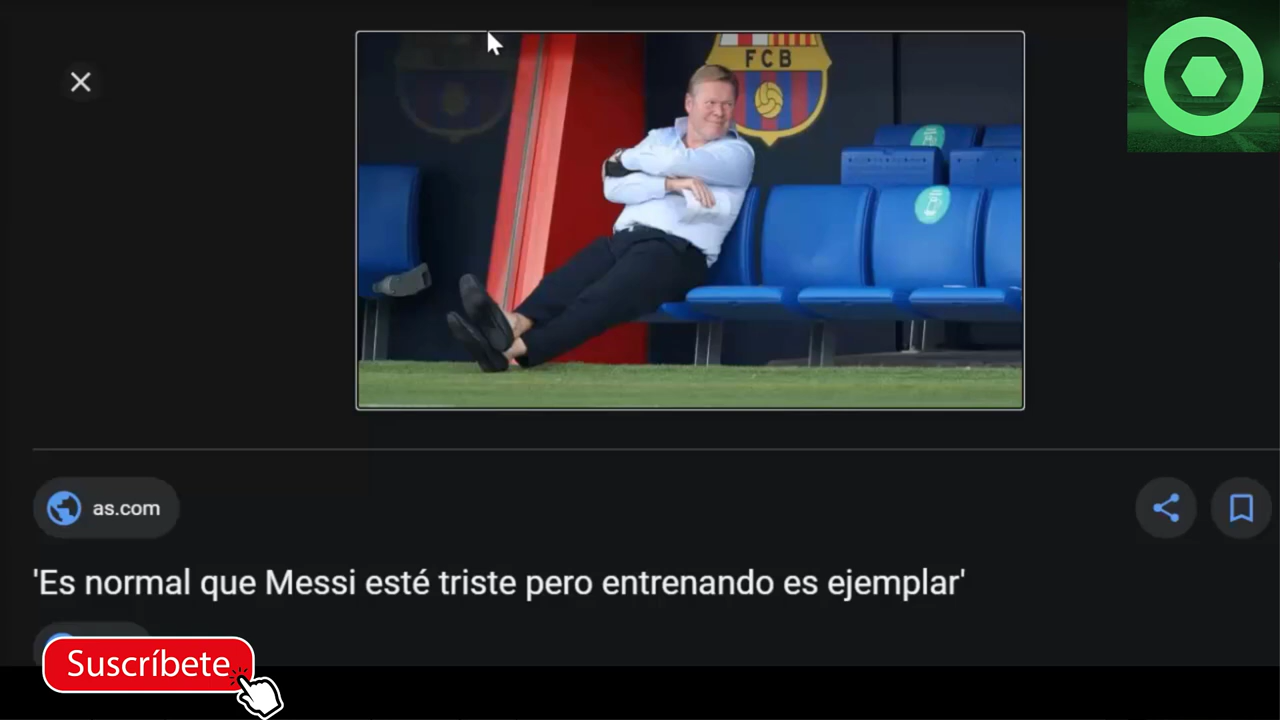 FCB
as.com
'Es normal que Messi esté triste pero entrenando es ejemplar'
Suscríbete